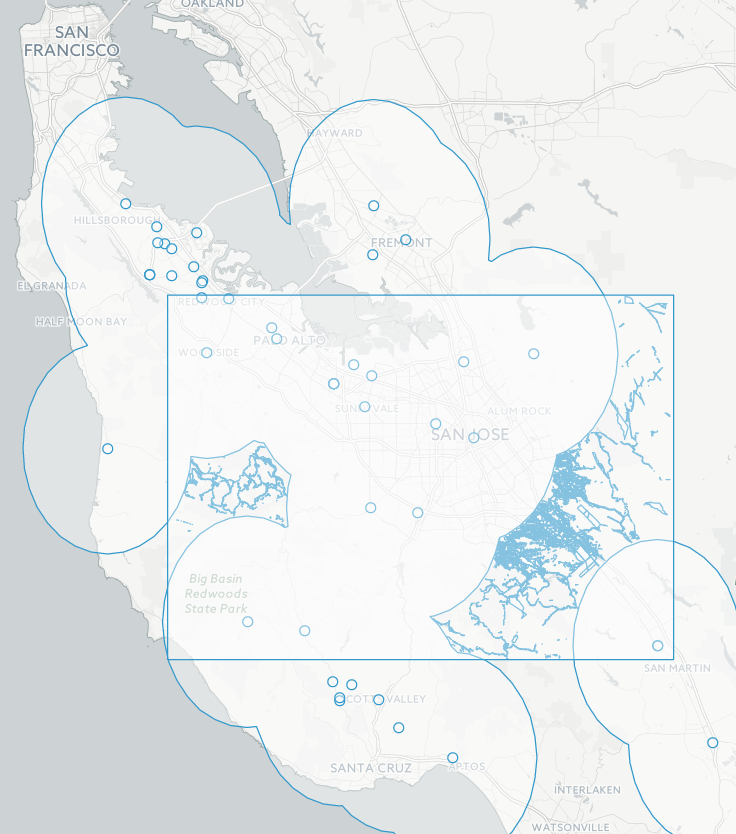 OAKLAND
SAN
FRANCISCO
HAYWARD
HILLSBOROUGH
FREMONT
EL GRANADA
REDWOOD CITY
HALF MOON BAY
PALO ALTO
WOODSIDE
SUNNYVALE
ALUM ROCK
SAN JOSE
Big Basin
Redwoods
State Park
SAN MARTIN
SCOTTS VALLEY
SANTA CRUZ
APTOS
INTERLAKEN
WATSONVILLE